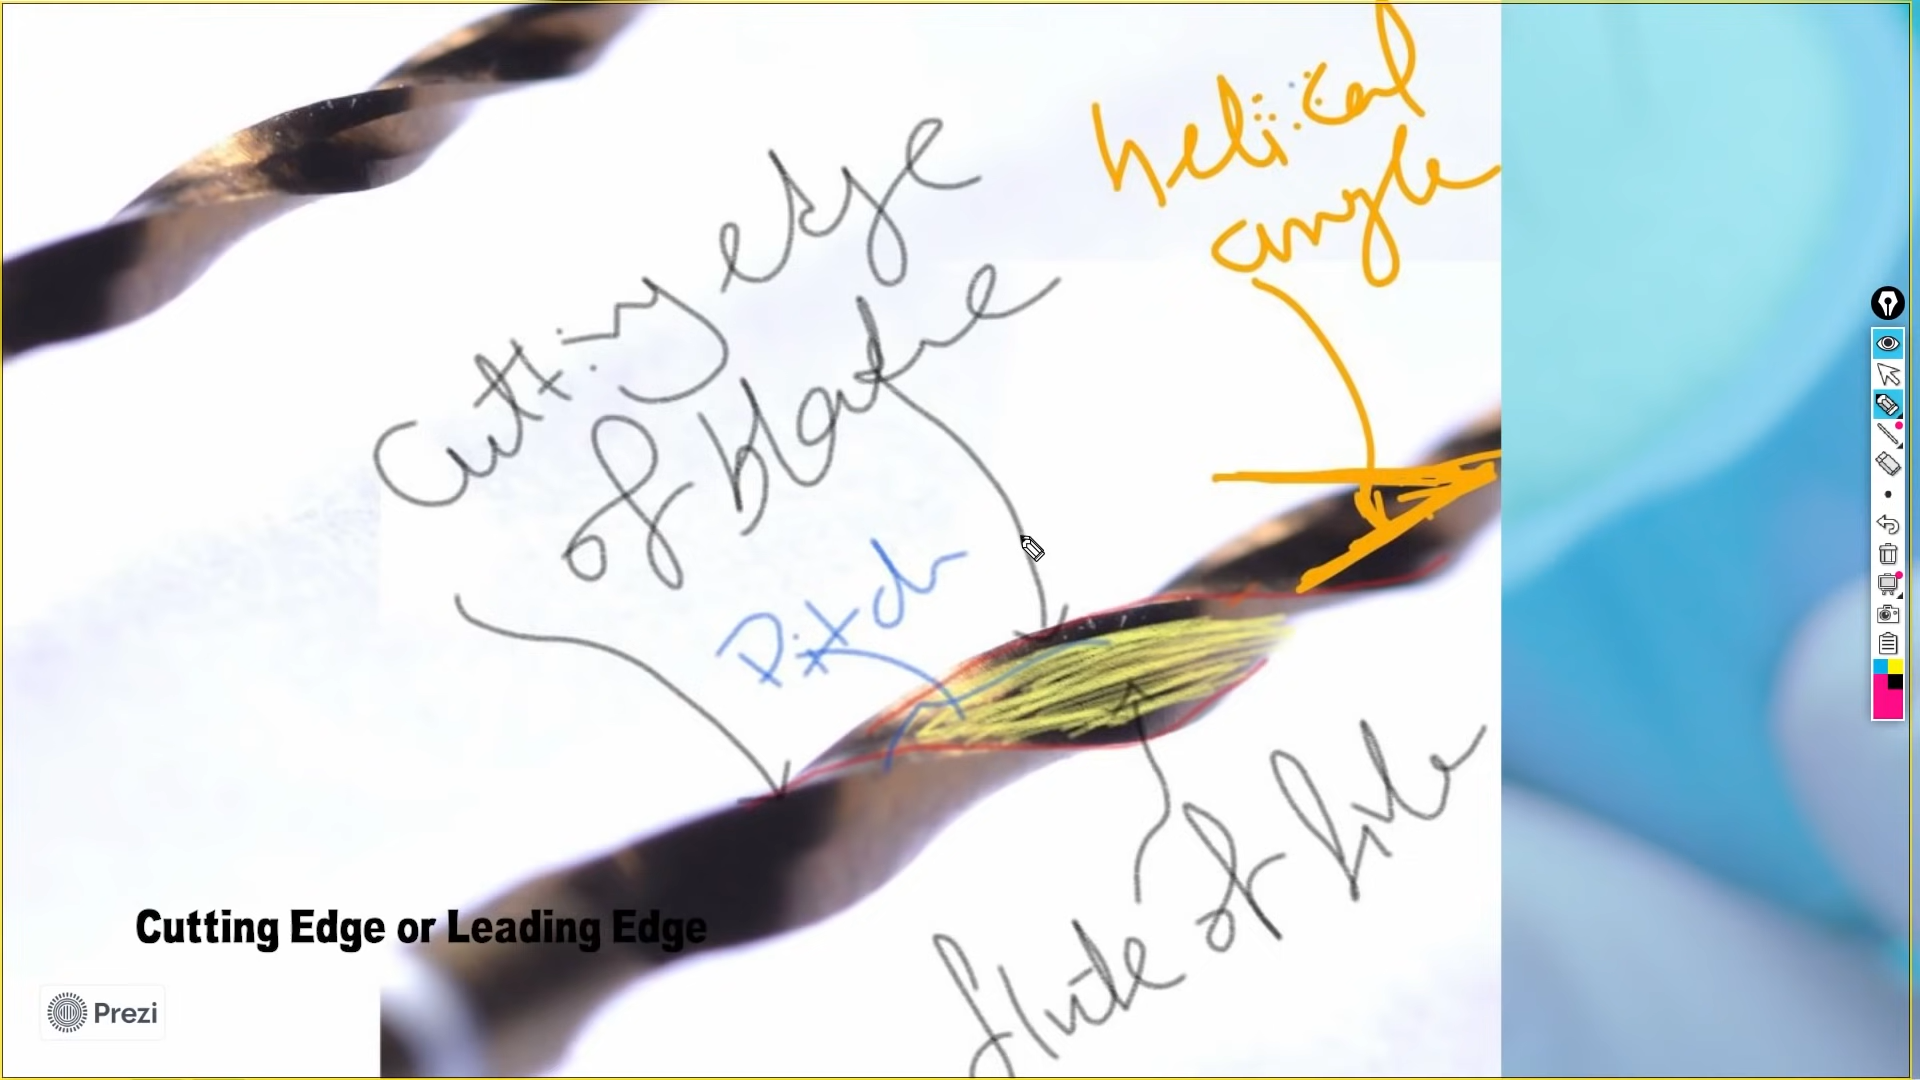 helical
angle
Cutting edge
of blade
Pitch
flute of file
Cutting Edge or Leading Edge
Prezi